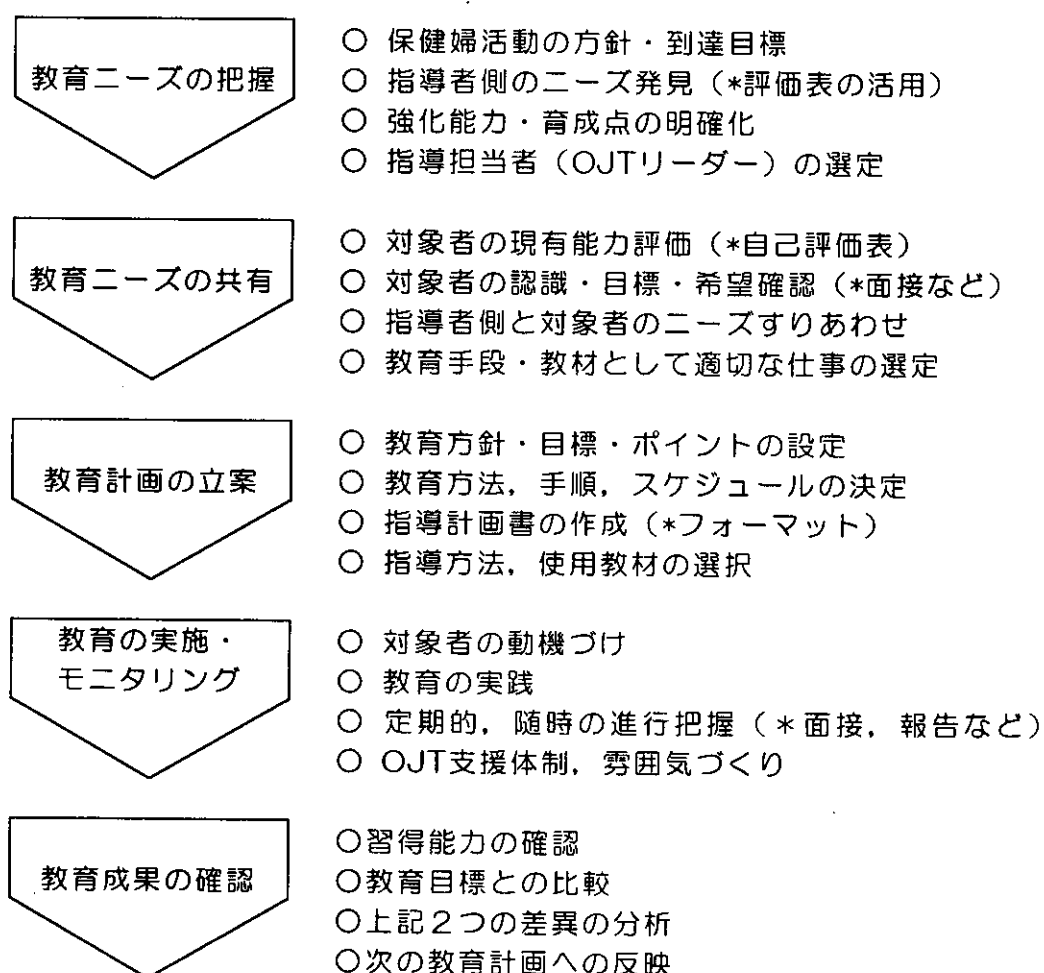 教育ニーズの把握
○ 保健婦活動の方針・到達目標
○ 指導者側のニーズ発見（*評価表の活用）
○ 強化能力・育成点の明確化
○ 指導担当者（OJTリーダー）の選定
教育ニーズの共有
○ 対象者の現有能力評価（*自己評価表）
○ 対象者の認識・目標・希望確認（*面接など）
○ 指導者側と対象者のニーズすりあわせ
○ 教育手段・教材として適切な仕事の選定
教育計画の立案
○ 教育方針・目標・ポイントの設定
○ 教育方法，手順，スケジュールの決定
○ 指導計画書の作成（*フォーマット）
○ 指導方法，使用教材の選択
教育の実施・
モニタリング
○ 対象者の動機づけ
○ 教育の実践
○ 定期的，随時の進行把握（＊面接，報告など）
○ OJT支援体制，雰囲気づくり
教育成果の確認
○習得能力の確認
○教育目標との比較
○上記２つの差異の分析
○次の教育計画への反映